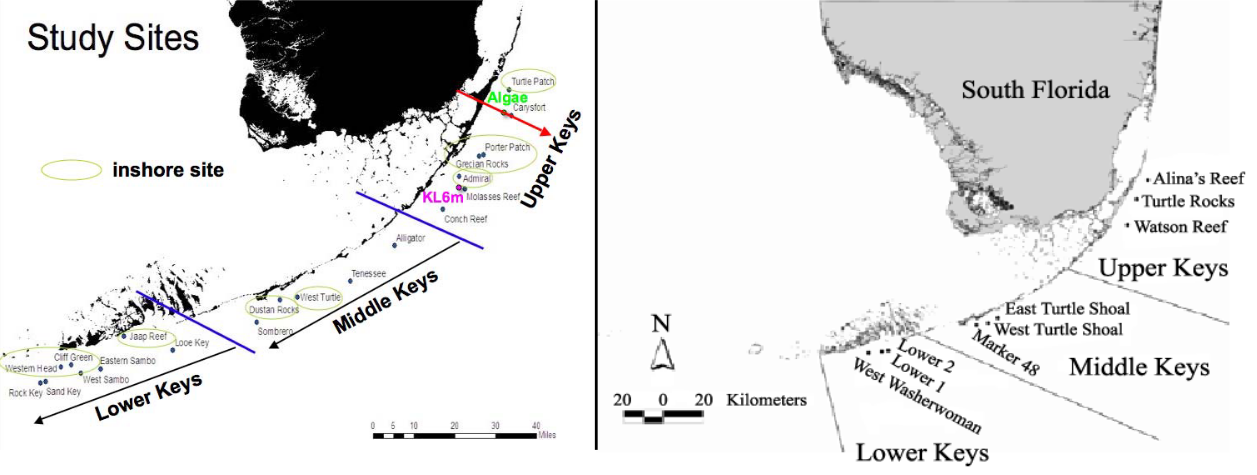 Study Sites
inshore site
Turtle Patch
Algae
Carysfort
Porter Patch
Grecian Rocks
Admiral
KL6m
Molasses Reef
Conch Reef
Upper Keys
Alligator
Tenessee
West Turtle
Dustan Rocks
Sombrero
Middle Keys
Jaap Reef
Looe Key
Cliff Green
Eastern Sambo
Western Head
West Sambo
Rock Key
Sand Key
Lower Keys
0 5 10 20 30 40
Miles
South Florida
Alina's Reef
Turtle Rocks
Watson Reef
Upper Keys
East Turtle Shoal
West Turtle Shoal
Marker 48
Middle Keys
Lower 2
Lower 1
West Washerwoman
Lower Keys
N
20 0 20 Kilometers